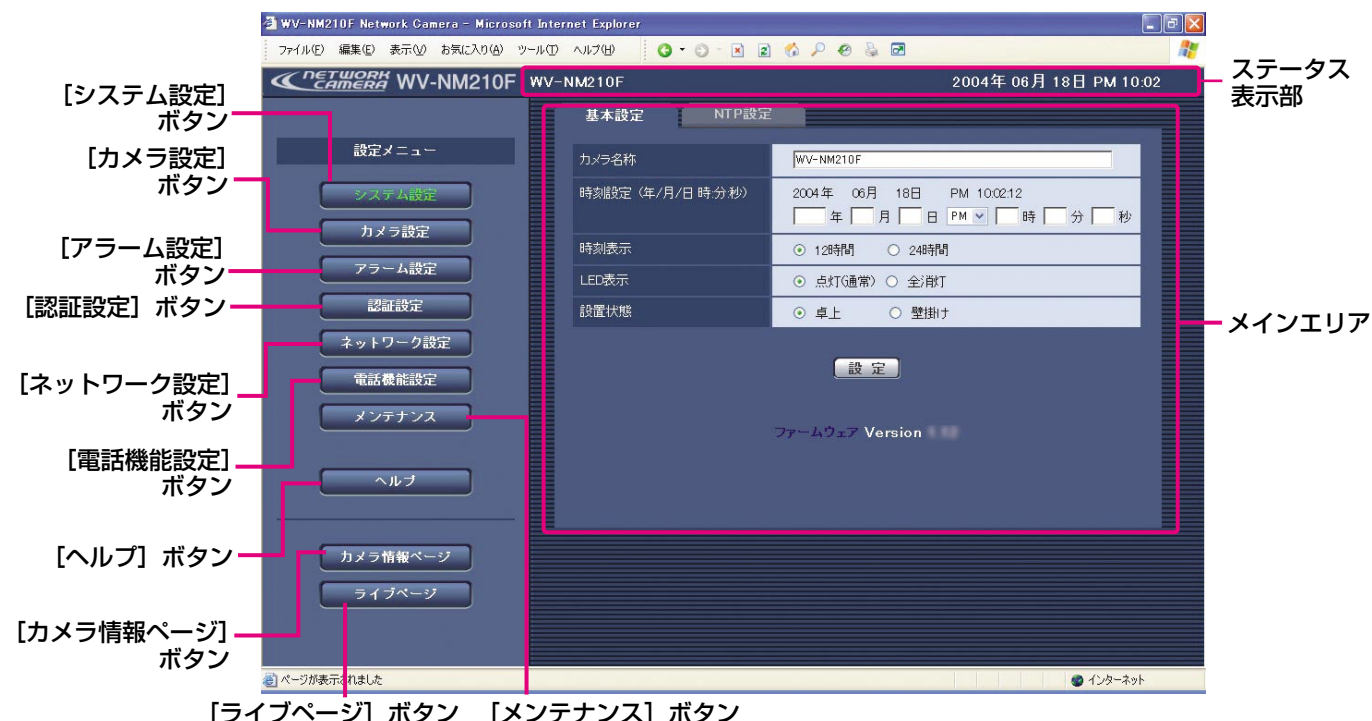 WV-NM210F Network Camera - Microsoft Internet Explorer
ファイル(F) 編集(E) 表示(V) お気に入り(A) ツール(T) ヘルプ(H)
NETWORK CAMERA WV-NM210F
WV-NM210F 2004年 06月 18日 PM 10:02
ステータス
表示部
[システム設定]
ボタン
[カメラ設定]
ボタン
[アラーム設定]
ボタン
[認証設定] ボタン
[ネットワーク設定]
ボタン
[電話機能設定]
ボタン
[ヘルプ] ボタン
[カメラ情報ページ]
ボタン
設定メニュー
システム設定
カメラ設定
アラーム設定
認証設定
ネットワーク設定
電話機能設定
メンテナンス
ヘルプ
カメラ情報ページ
ライブページ
基本設定 NTP設定
カメラ名称 WV-NM210F
時刻設定 (年/月/日 時:分:秒) 2004年 06月 18日 PM 10:02:12
年 月 日 PM 時 分 秒
時刻表示 12時間 24時間
LED表示 点灯(通常) 全消灯
設置状態 卓上 壁掛け
設 定
ファームウェア Version
メインエリア
ページが表示されました インターネット
[ライブページ] ボタン [メンテナンス] ボタン